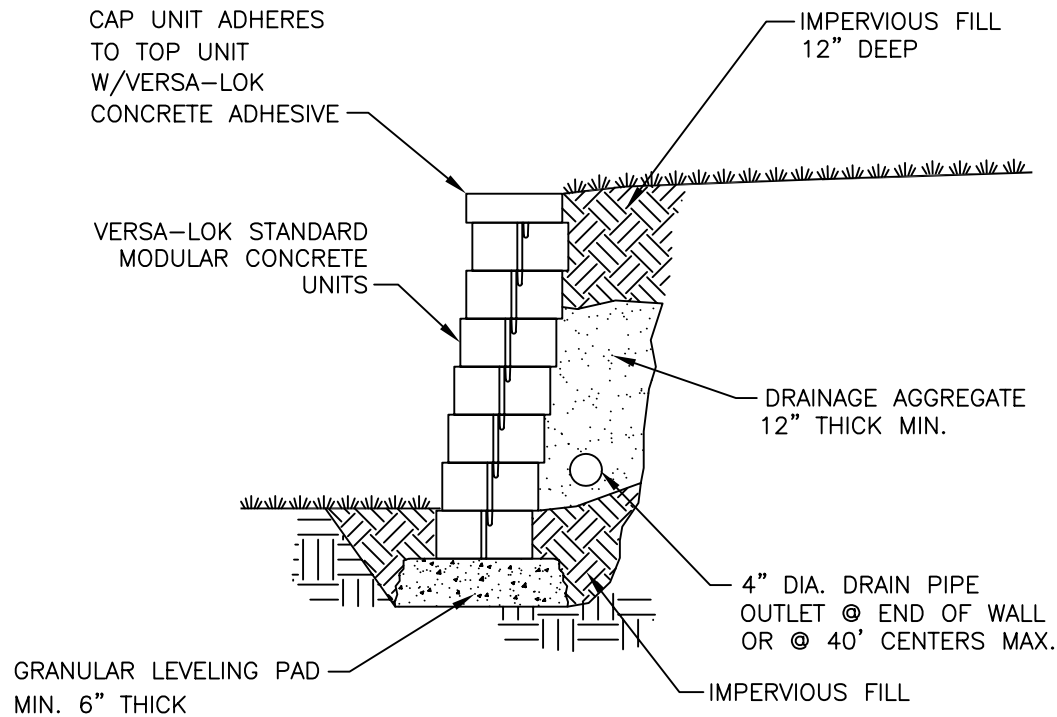 CAP UNIT ADHERES
TO TOP UNIT
W/VERSA-LOK
CONCRETE ADHESIVE
IMPERVIOUS FILL
12” DEEP
VERSA-LOK STANDARD
MODULAR CONCRETE
UNITS
DRAINAGE AGGREGATE
12” THICK MIN.
4” DIA. DRAIN PIPE
OUTLET @ END OF WALL
OR @ 40’ CENTERS MAX.
GRANULAR LEVELING PAD
MIN. 6” THICK
IMPERVIOUS FILL